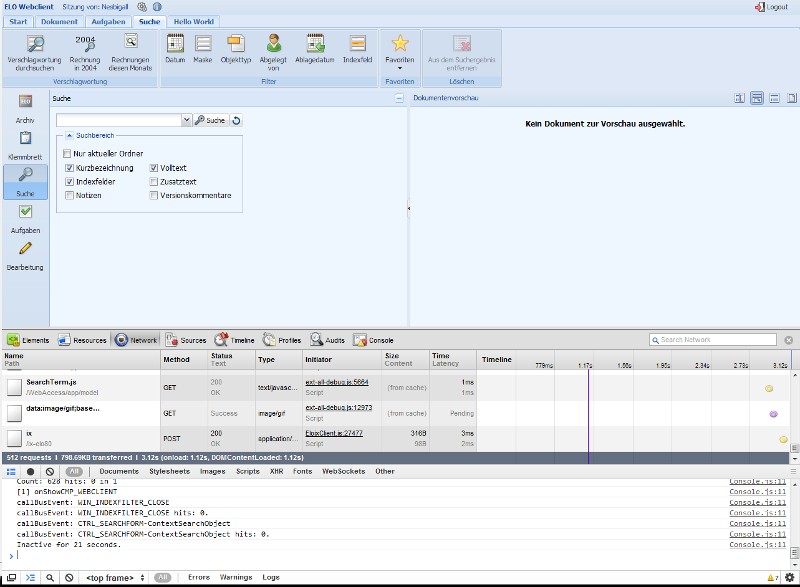 ELO Webclient Sitzung von: Nesbigall
Logout
Start Dokument Aufgaben Suche Hello World
Verschlagwortung durchsuchen
Rechnung in 2004
Rechnungen diesen Monats
Datum
Maske
Objekttyp
Abgelegt von
Ablagedatum
Indexfeld
Favoriten
Aus dem Suchergebnis entfernen
Verschlagwortung Filter Favoriten Löschen
Archiv
Klemmbrett
Suche
Aufgaben
Bearbeitung
Suche
Suche
Suchbereich
Nur aktueller Ordner
Kurzbezeichnung Volltext
Indexfelder Zusatztext
Notizen Versionskommentare
Dokumentenvorschau
Kein Dokument zur Vorschau ausgewählt.
Elements Resources Network Sources Timeline Profiles Audits Console Search Network
Name Method Status Type Initiator Size Time Timeline
Path Text Content Latency
779ms 1.17s 1.56s 1.95s 2.34s 2.73s 3.12s
SearchTerm.js GET 200 text/javasc... ext-all-debug.js:5664 (from cache) 1ms
/WebAccess/app/model OK Script 1ms
data:image/gif;base... GET Success image/gif ext-all-debug.js:12973 (from cache) Pending
Script
ix POST 200 application/... EloixClient.js:27477 316B 3ms
OK Script 98B 2ms
512 requests | 798.69KB transferred | 3.12s (onload: 1.12s, DOMContentLoaded: 1.12s)
All Documents Stylesheets Images Scripts XHR Fonts WebSockets Other
Count: 628 hits: 0 in 1 Console.js:11
[1] onShowCMP_WEBCLIENT Console.js:11
callBusEvent: WIN_INDEXFILTER_CLOSE Console.js:11
callBusEvent: WIN_INDEXFILTER_CLOSE hits: 0. Console.js:11
callBusEvent: CTRL_SEARCHFORM-ContextSearchObject Console.js:11
callBusEvent: CTRL_SEARCHFORM-ContextSearchObject hits: 0. Console.js:11
Inactive for 21 seconds. Console.js:11
<top frame> All Errors Warnings Logs 7